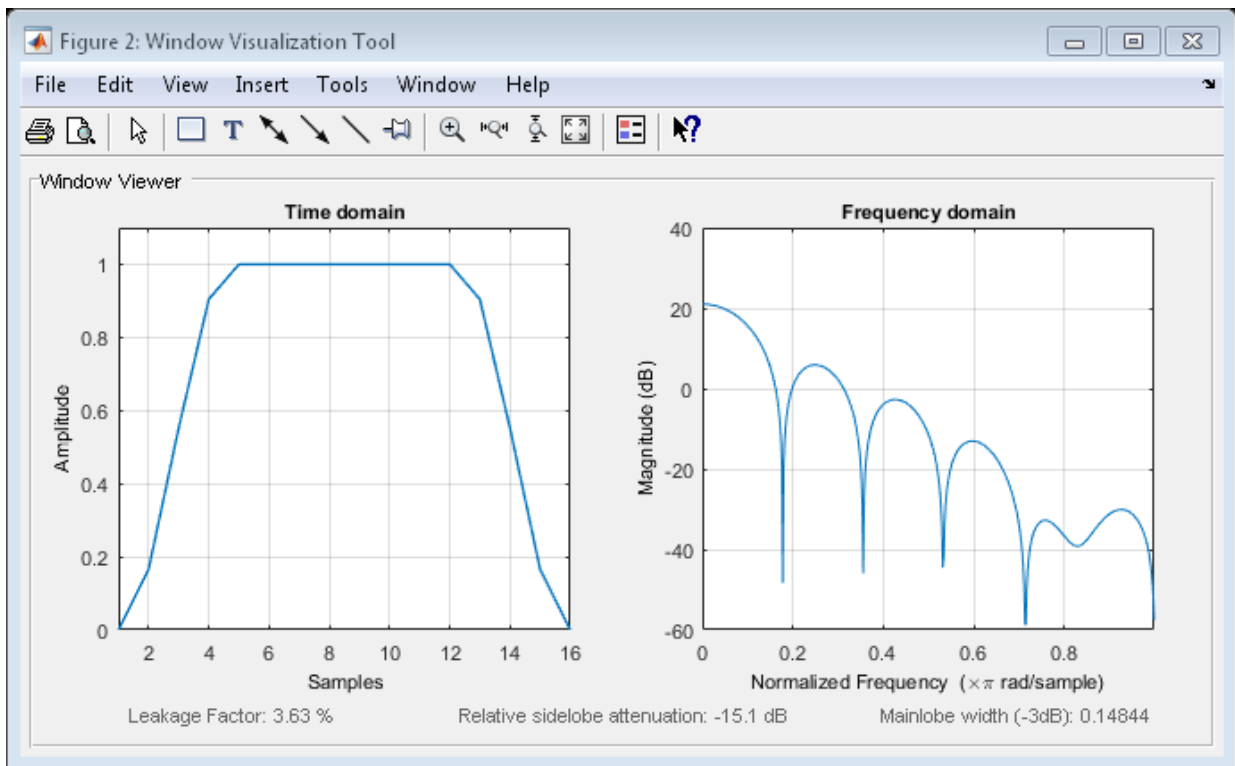 Figure 2: Window Visualization Tool
File Edit View Insert Tools Window Help
T
?
Window Viewer
Time domain
1
0.8
0.6
0.4
0.2
0
Amplitude
2 4 6 8 10 12 14 16
Samples
Frequency domain
40
20
0
-20
-40
-60
Magnitude (dB)
0 0.2 0.4 0.6 0.8
Normalized Frequency (×π rad/sample)
Leakage Factor: 3.63 %
Relative sidelobe attenuation: -15.1 dB
Mainlobe width (-3dB): 0.14844